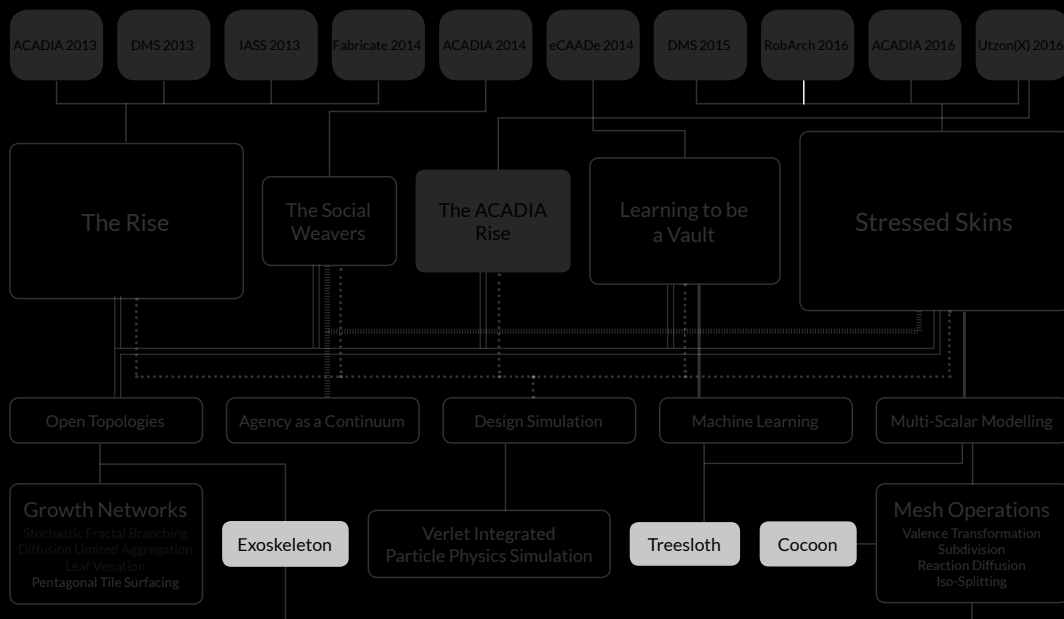 ACADIA 2013 DMS 2013 IASS 2013 Fabricate 2014 ACADIA 2014 eCAADe 2014 DMS 2015 RobArch 2016 ACADIA 2016 Utzon(X) 2016
The Rise
The Social
Weavers
The ACADIA
Rise
Learning to be
a Vault
Stressed Skins
Open Topologies
Agency as a Continuum
Design Simulation
Machine Learning
Multi-Scalar Modelling
Growth Networks
Stochastic Fractal Branching
Diffusion Limited Aggregation
Leaf Venation
Pentagonal Tile Surfacing
Exoskeleton
Verlet Integrated
Particle Physics Simulation
Treesloth
Cocoon
Mesh Operations
Valence Transformation
Subdivision
Reaction Diffusion
Iso-Splitting